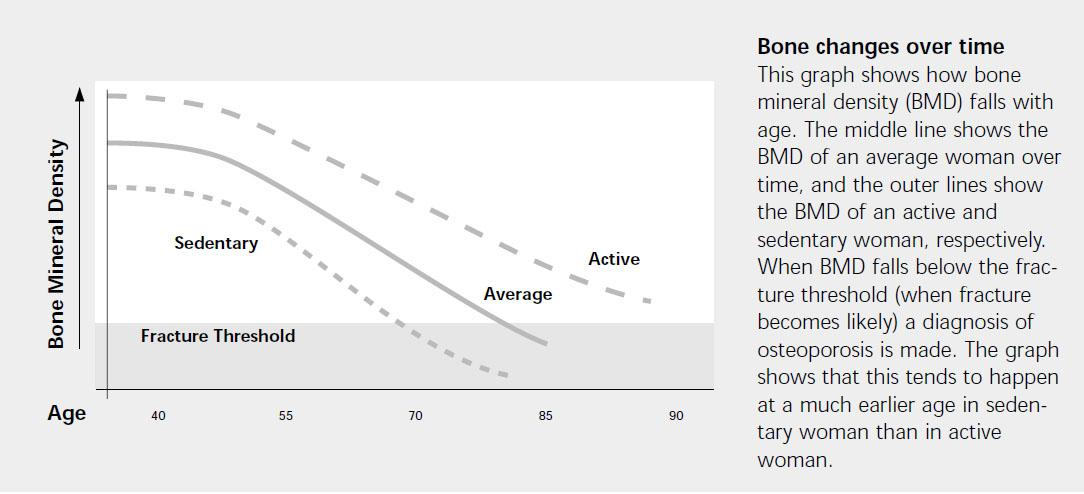 Bone Mineral Density
Sedentary
Active
Average
Fracture Threshold
Age
40
55
70
85
90
Bone changes over time
This graph shows how bone
mineral density (BMD) falls with
age. The middle line shows the
BMD of an average woman over
time, and the outer lines show
the BMD of an active and
sedentary woman, respectively.
When BMD falls below the frac-
ture threshold (when fracture
becomes likely) a diagnosis of
osteoporosis is made. The graph
shows that this tends to happen
at a much earlier age in seden-
tary woman than in active
woman.